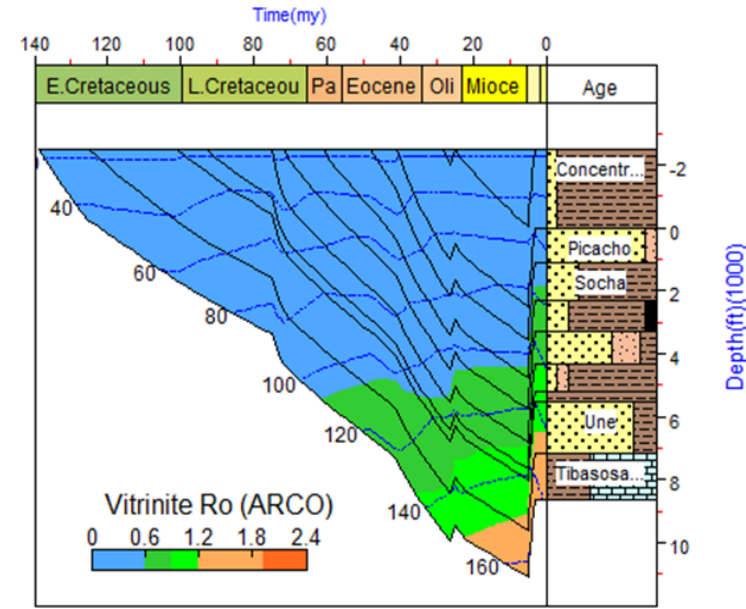 Time(my)
140 120 100 80 60 40 20 0
E.Cretaceous L.Cretaceou Pa Eocene Oli Mioce Age
Concentr...
-2
0
Picacho
Socha
2
4
Une
6
Tibasosa...
8
10
Depth(ft)(1000)
40
60
80
100
120
140
160
Vitrinite Ro (ARCO)
0 0.6 1.2 1.8 2.4